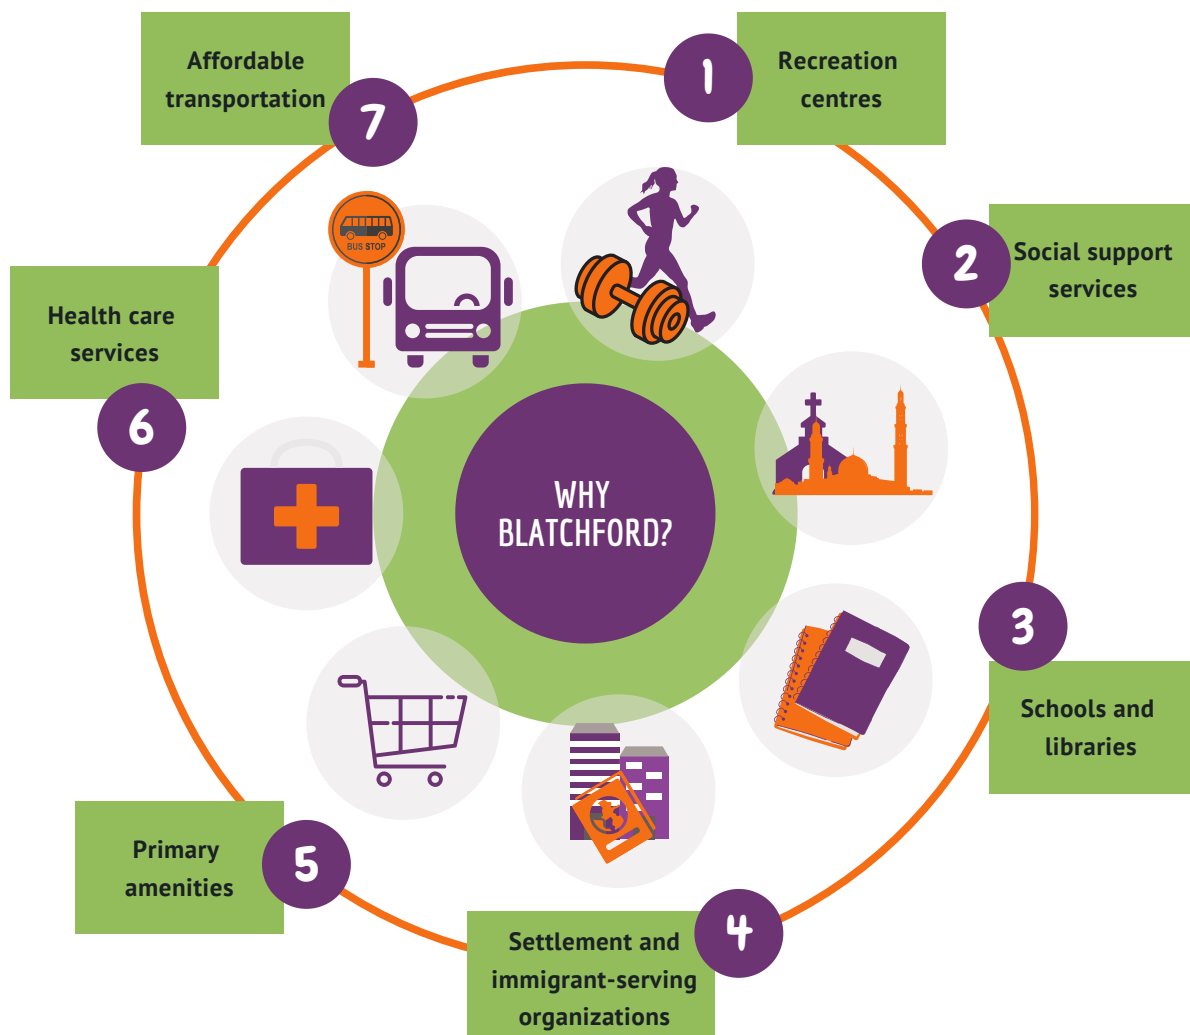 1
Recreation
centres
2
Social support
services
3
Schools and
libraries
4
Settlement and
immigrant-serving
organizations
5
Primary
amenities
6
Health care
services
7
Affordable
transportation
BUS STOP
WHY
BLATCHFORD?